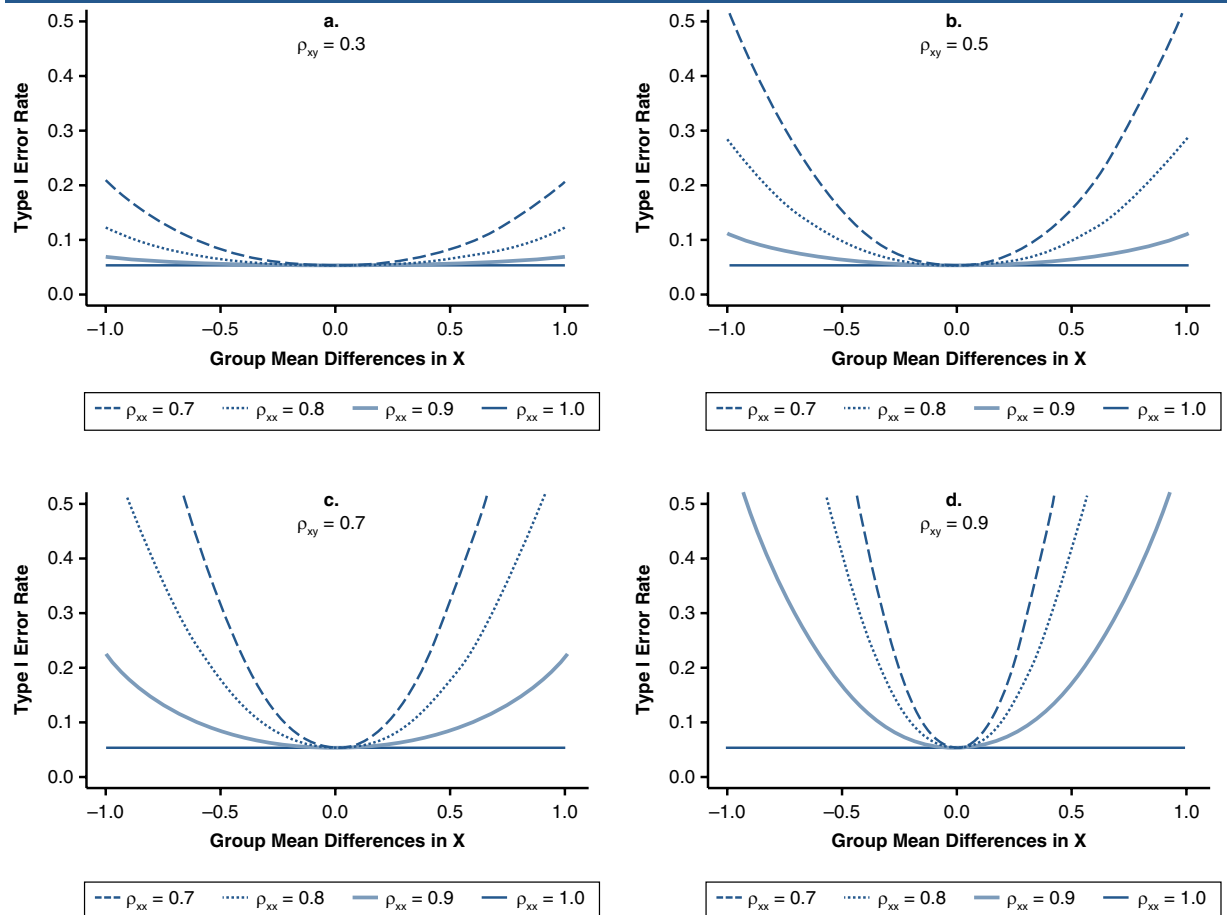 a.
ρxy = 0.3
Type I Error Rate
0.5
0.4
0.3
0.2
0.1
0.0
–1.0 –0.5 0.0 0.5 1.0
Group Mean Differences in X
ρxx = 0.7 ρxx = 0.8 ρxx = 0.9 ρxx = 1.0
b.
ρxy = 0.5
Type I Error Rate
0.5
0.4
0.3
0.2
0.1
0.0
–1.0 –0.5 0.0 0.5 1.0
Group Mean Differences in X
ρxx = 0.7 ρxx = 0.8 ρxx = 0.9 ρxx = 1.0
c.
ρxy = 0.7
Type I Error Rate
0.5
0.4
0.3
0.2
0.1
0.0
–1.0 –0.5 0.0 0.5 1.0
Group Mean Differences in X
ρxx = 0.7 ρxx = 0.8 ρxx = 0.9 ρxx = 1.0
d.
ρxy = 0.9
Type I Error Rate
0.5
0.4
0.3
0.2
0.1
0.0
–1.0 –0.5 0.0 0.5 1.0
Group Mean Differences in X
ρxx = 0.7 ρxx = 0.8 ρxx = 0.9 ρxx = 1.0